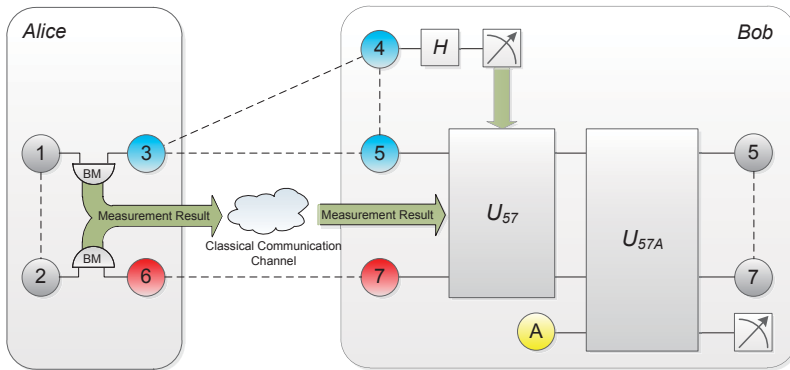 Alice
Bob
4
H
1
BM
3
5
5
Measurement Result
Classical Communication
Channel
Measurement Result
U57
U57A
2
BM
6
7
7
A